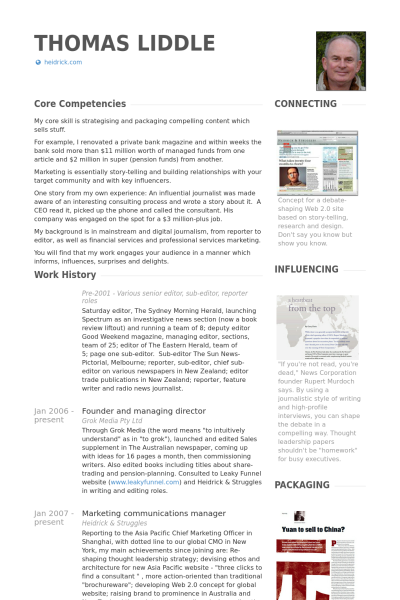 THOMAS LIDDLE
heidrick.com
Core Competencies
My core skill is strategising and packaging compelling content which
sells stuff.
For example, I renovated a private bank magazine and within weeks the
bank sold more than $11 million worth of managed funds from one
article and $2 million in super (pension funds) from another.
Marketing is essentially story-telling and building relationships with your
target community and with key influencers.
One story from my own experience: An influential journalist was made
aware of an interesting consulting process and wrote a story about it.  A
CEO read it, picked up the phone and called the consultant. His
company was engaged on the spot for a $3 million-plus job.
My background is in mainstream and digital journalism, from reporter to
editor, as well as financial services and professional services marketing.
You will find that my work engages your audience in a manner which
informs, influences, surprises and delights.
Work History
Pre-2001 - Various senior editor, sub-editor, reporter
roles
Saturday editor, The Sydney Morning Herald, launching
Spectrum as an investigative news section (now a book
review liftout) and running a team of 8; deputy editor
Good Weekend magazine, managing editor, sections,
team of 25; editor of The Eastern Herald, team of
5; page one sub-editor.  Sub-editor The Sun News-
Pictorial, Melbourne; reporter, sub-editor, chief sub-
editor on various newspapers in New Zealand; editor
trade publications in New Zealand; reporter, feature
writer and radio news journalist.
Jan 2006 -
present
Founder and managing director
Grok Media Pty Ltd
Through Grok Media (the word means "to intuitively
understand" as in "to grok"), launched and edited Sales
supplement in The Australian newspaper, coming up
with ideas for 16 pages a month, then commissioning
writers. Also edited books including titles about share-
trading and pension-planning. Consulted to Leaky Funnel
website (www.leakyfunnel.com) and Heidrick & Struggles
in writing and editing roles.
Jan 2007 -
present
Marketing communications manager
Heidrick & Struggles
Reporting to the Asia Pacific Chief Marketing Officer in
Shanghai, with dotted line to our global CMO in New
York, my main achievements since joining are: Re-
shaping thought leadership strategy; devising ethos and
architecture for new Asia Pacific website - "three clicks to
find a consultant " , more action-oriented than traditional
"brochureware"; developing Web 2.0 concept for global
website; raising brand to prominence in Australia and
CONNECTING
Concept for a debate-
shaping Web 2.0 site
based on story-telling,
research and design.
Don't say you know but
show you know.
INFLUENCING
from the top
"If you're not read, you're
dead," News Corporation
founder Rupert Murdoch
says. By using a
journalistic style of writing
and high-profile
interviews, you can shape
the debate in a
compelling way. Thought
leadership papers
shouldn't be "homework"
for busy executives.
PACKAGING
Yuan to sell to China?